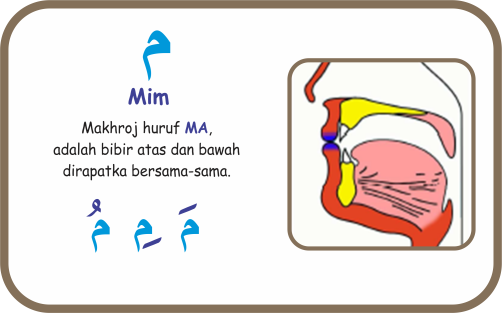 م
Mim
Makhroj huruf MA,
adalah bibir atas dan bawah
dirapatka bersama-sama.
مَ مِ مُ